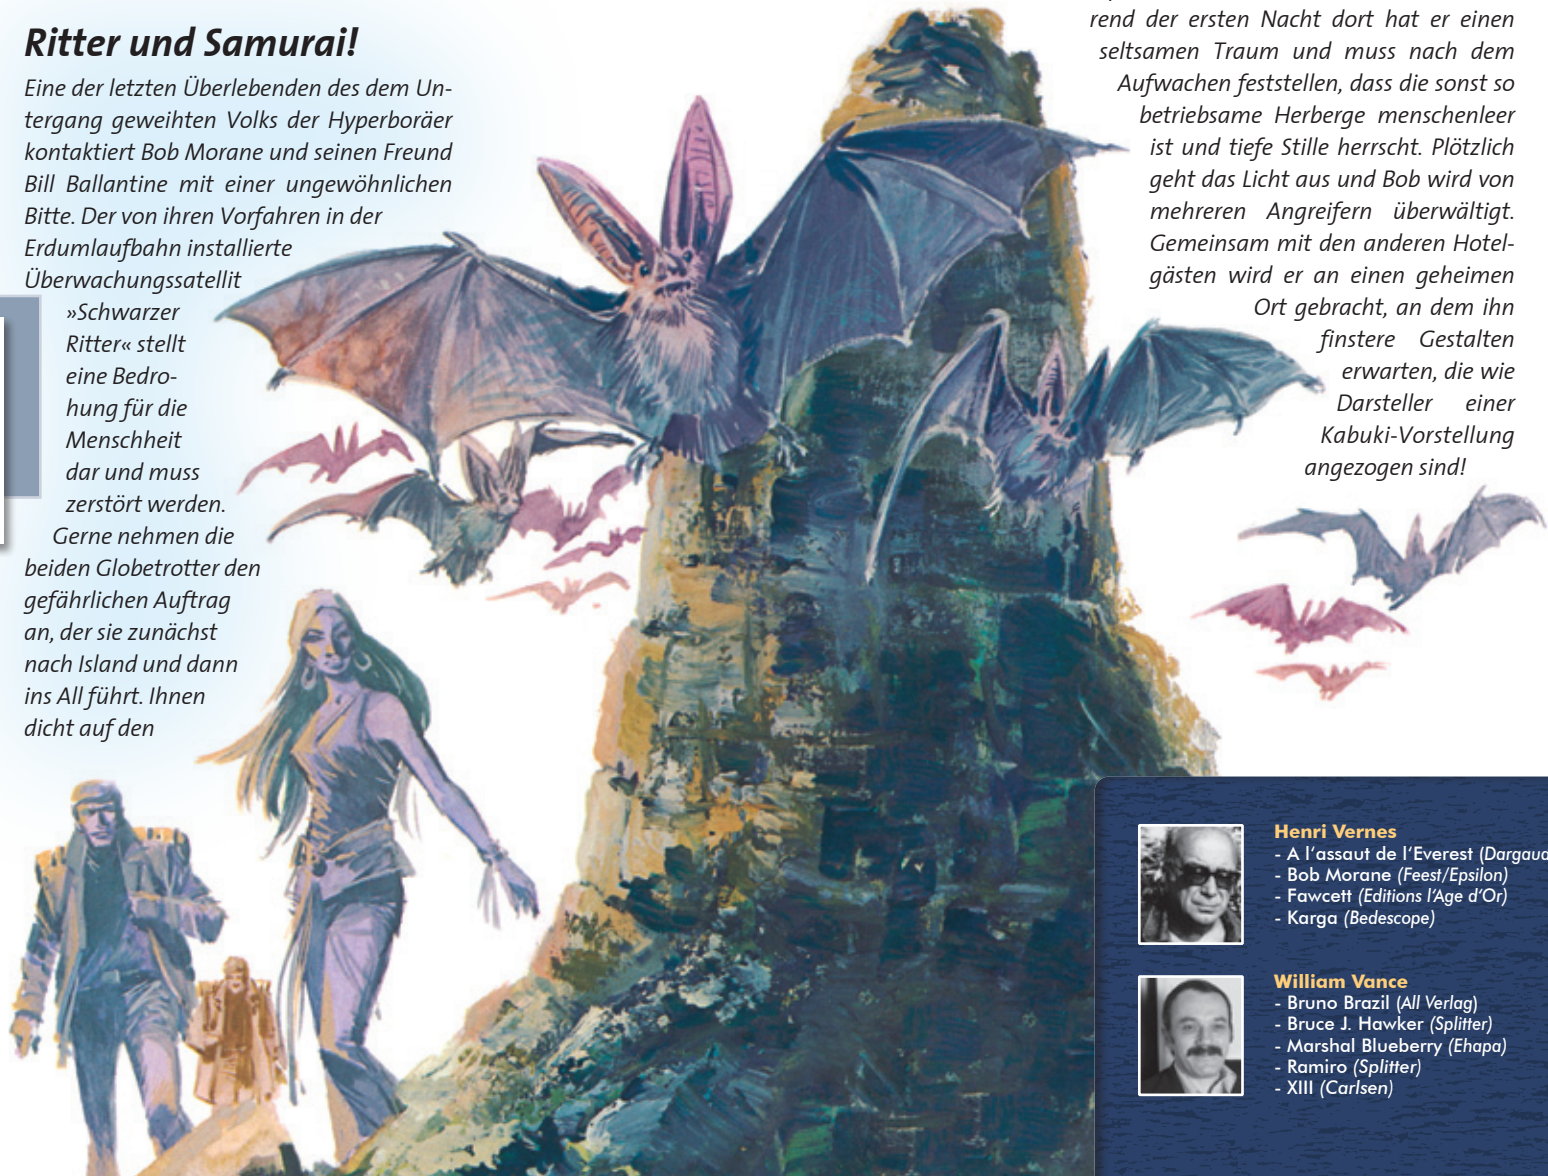 Ritter und Samurai!
Eine der letzten Überlebenden des dem Un-
tergang geweihten Volks der Hyperboräer
kontaktiert Bob Morane und seinen Freund
Bill Ballantine mit einer ungewöhnlichen
Bitte. Der von ihren Vorfahren in der
Erdumlaufbahn installierte
Überwachungssatellit
»Schwarzer
Ritter« stellt
eine Bedro-
hung für die
Menschheit
dar und muss
zerstört werden.
Gerne nehmen die
beiden Globetrotter den
gefährlichen Auftrag
an, der sie zunächst
nach Island und dann
ins All führt. Ihnen
dicht auf den
rend der ersten Nacht dort hat er einen
seltsamen Traum und muss nach dem
Aufwachen feststellen, dass die sonst so
betriebsame Herberge menschenleer
ist und tiefe Stille herrscht. Plötzlich
geht das Licht aus und Bob wird von
mehreren Angreifern überwältigt.
Gemeinsam mit den anderen Hotel-
gästen wird er an einen geheimen
Ort gebracht, an dem ihn
finstere Gestalten
erwarten, die wie
Darsteller einer
Kabuki-Vorstellung
angezogen sind!
Henri Vernes
- A l'assaut de l'Everest (Dargaud
- Bob Morane (Feest/Epsilon)
- Fawcett (Editions l'Age d'Or)
- Karga (Bedescope)
William Vance
- Bruno Brazil (All Verlag)
- Bruce J. Hawker (Splitter)
- Marshal Blueberry (Ehapa)
- Ramiro (Splitter)
- XIII (Carlsen)